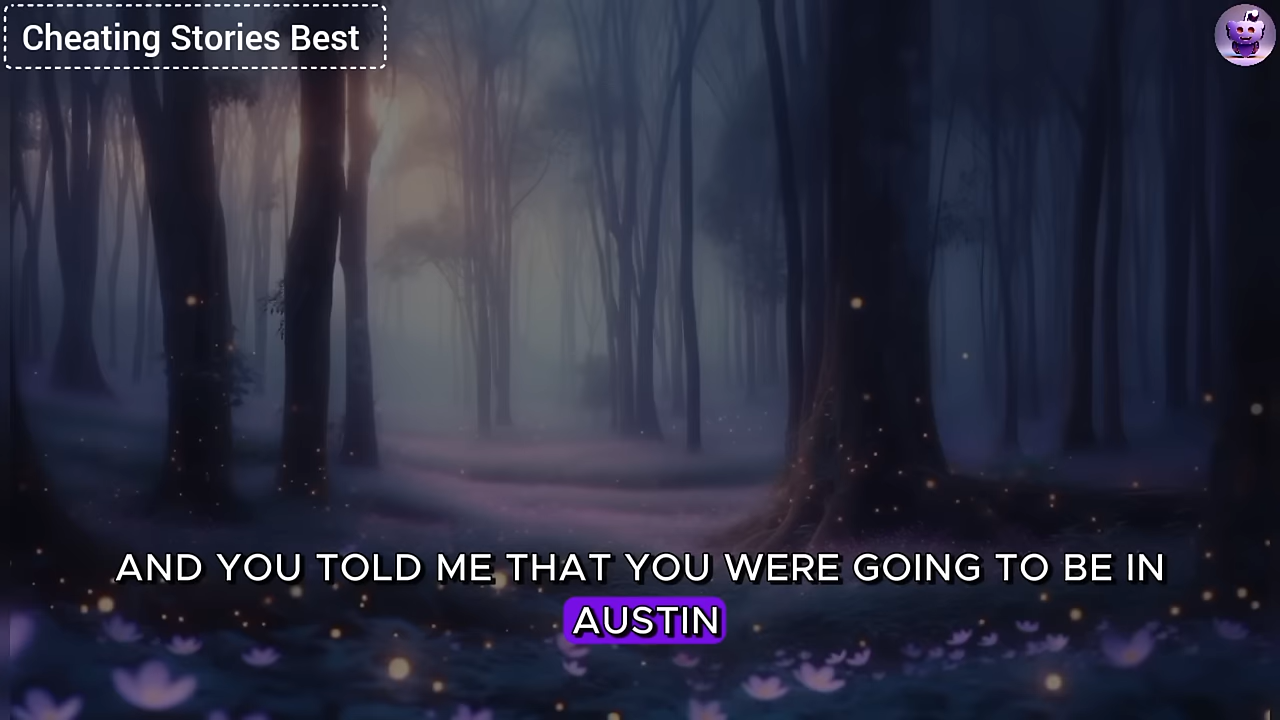 Cheating Stories Best
AND YOU TOLD ME THAT YOU WERE GOING TO BE IN
AUSTIN